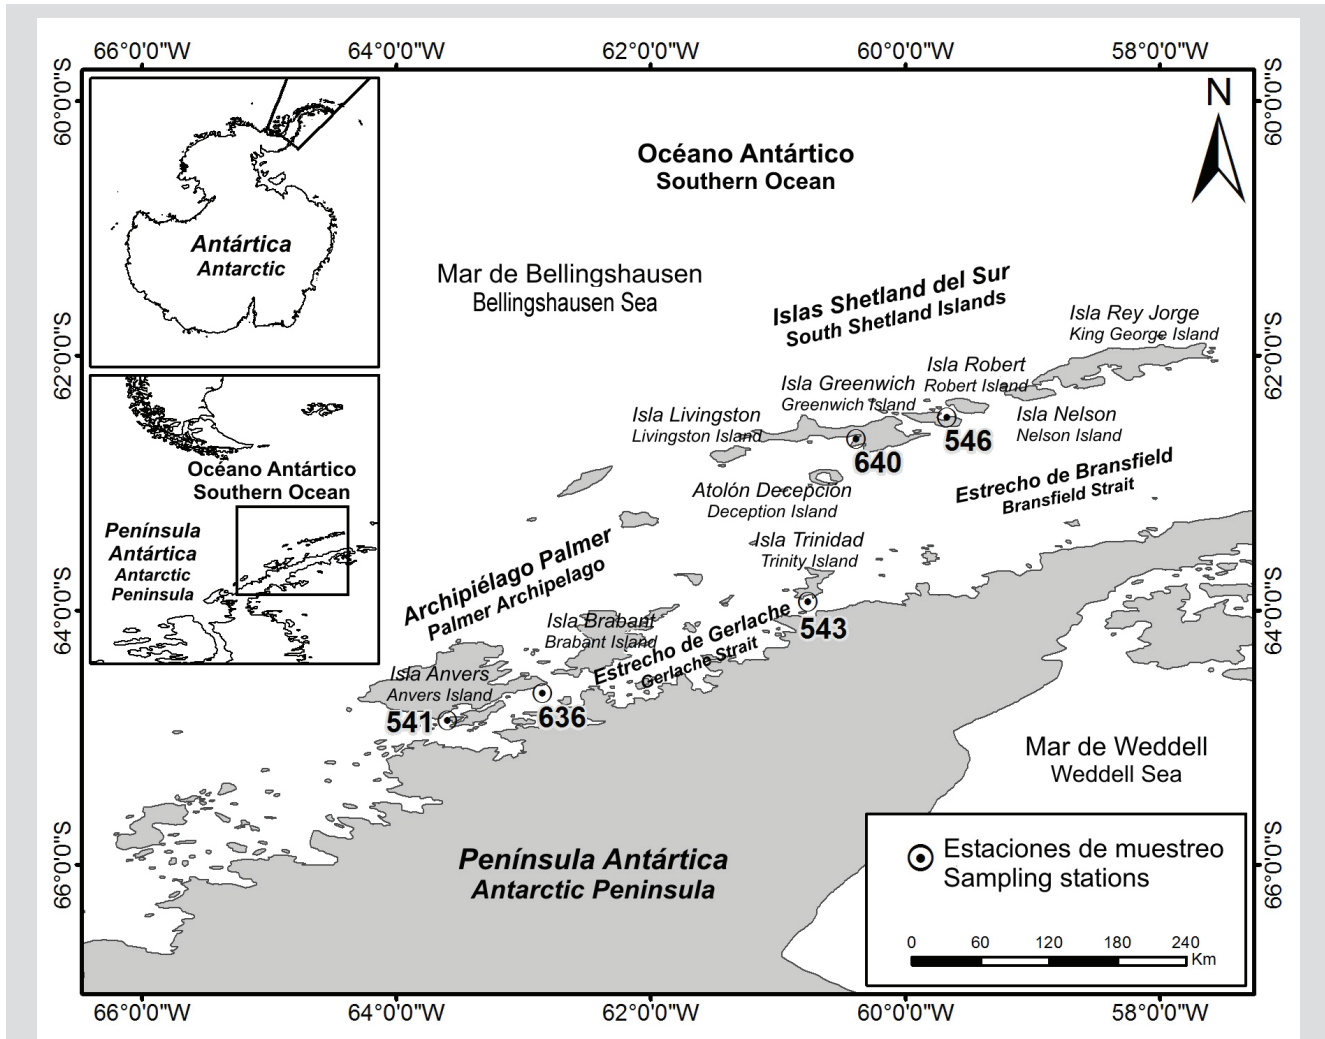 66°0'0"W 64°0'0"W 62°0'0"W 60°0'0"W 58°0'0"W
60°0'0"S
60°0'0"S
N
Océano Antártico
Southern Ocean
Antártica
Antarctic
Mar de Bellingshausen
Bellingshausen Sea
Islas Shetland del Sur
South Shetland Islands
Isla Rey Jorge
King George Island
62°0'0"S
62°0'0"S
Isla Robert
Robert Island
Isla Greenwich
Greenwich Island
Isla Livingston
Livingston Island
Isla Nelson
Nelson Island
546
640
Océano Antártico
Southern Ocean
Estrecho de Bransfield
Bransfield Strait
Atolón Decepción
Deception Island
Península
Antártica
Antarctic
Peninsula
Isla Trinidad
Trinity Island
Archipiélago Palmer
Palmer Archipelago
64°0'0"S
64°0'0"S
Isla Brabant
Brabant Island
543
Estrecho de Gerlache
Gerlache Strait
Isla Anvers
Anvers Island
541
636
Mar de Weddell
Weddell Sea
66°0'0"S
66°0'0"S
Península Antártica
Antarctic Peninsula
Estaciones de muestreo
Sampling stations
0 60 120 180 240
Km
66°0'0"W 64°0'0"W 62°0'0"W 60°0'0"W 58°0'0"W